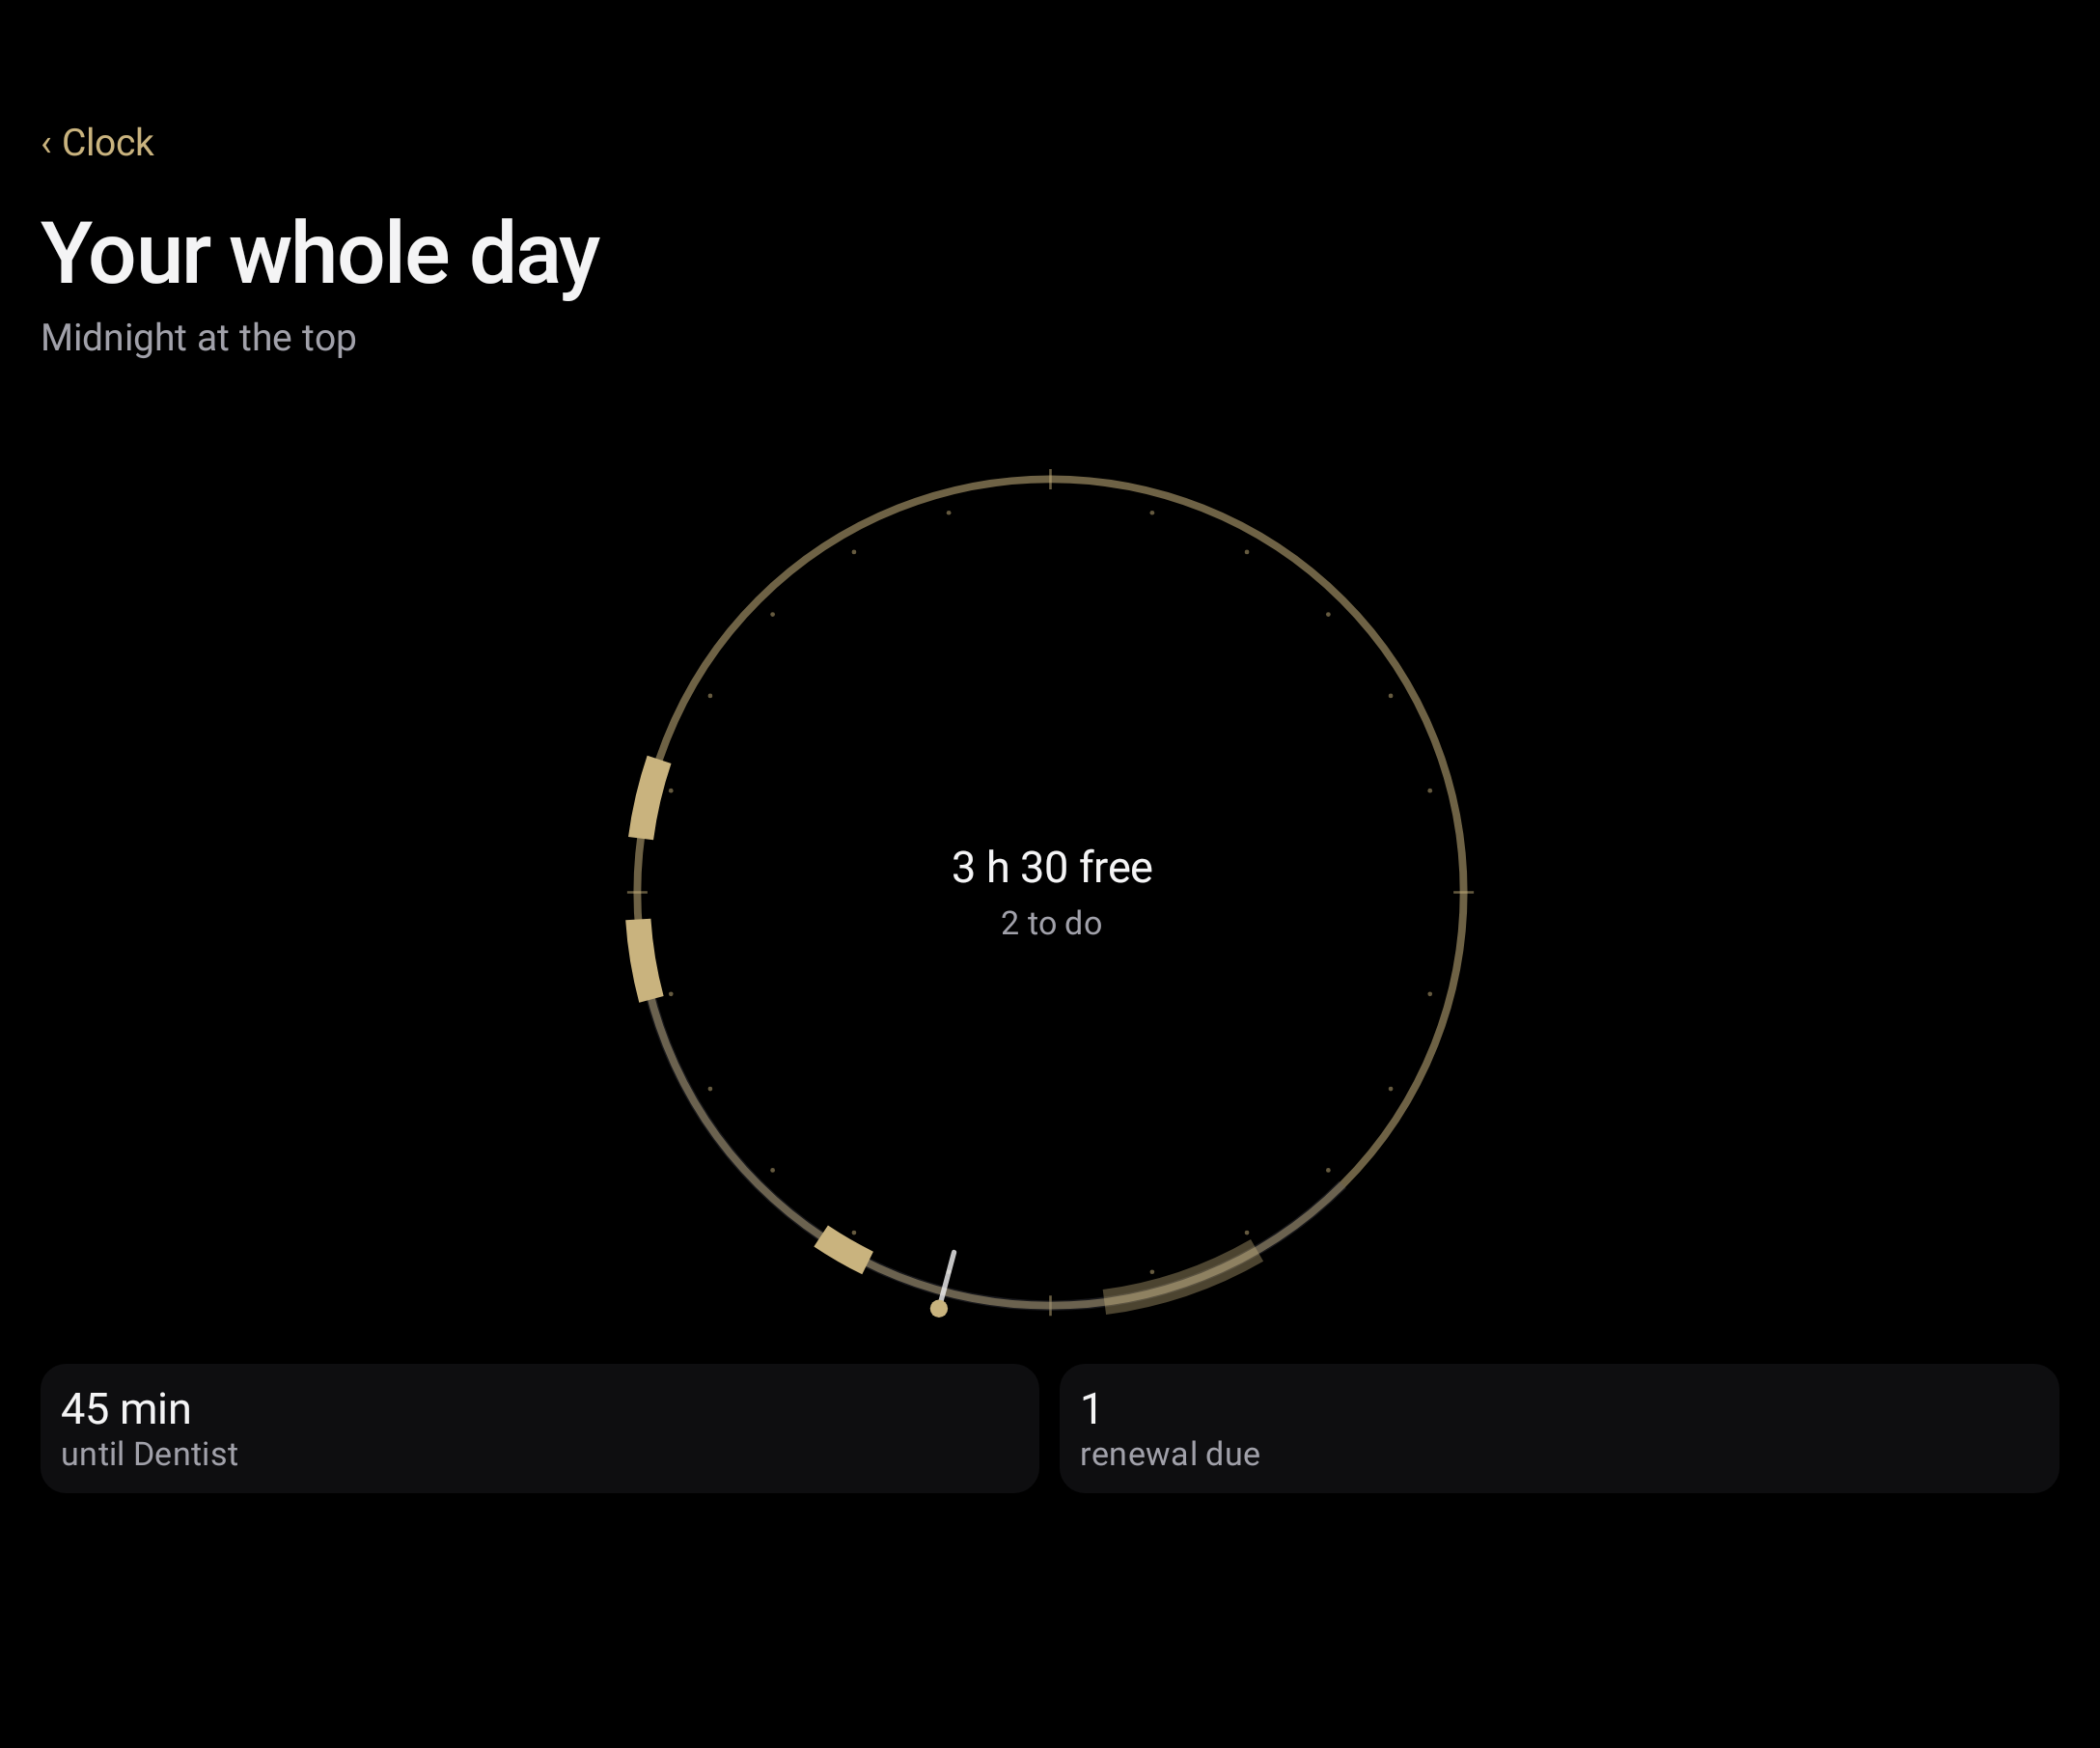 ‹ Clock
Your whole day
Midnight at the top
3 h 30 free
2 to do
45 min
until Dentist
1
renewal due